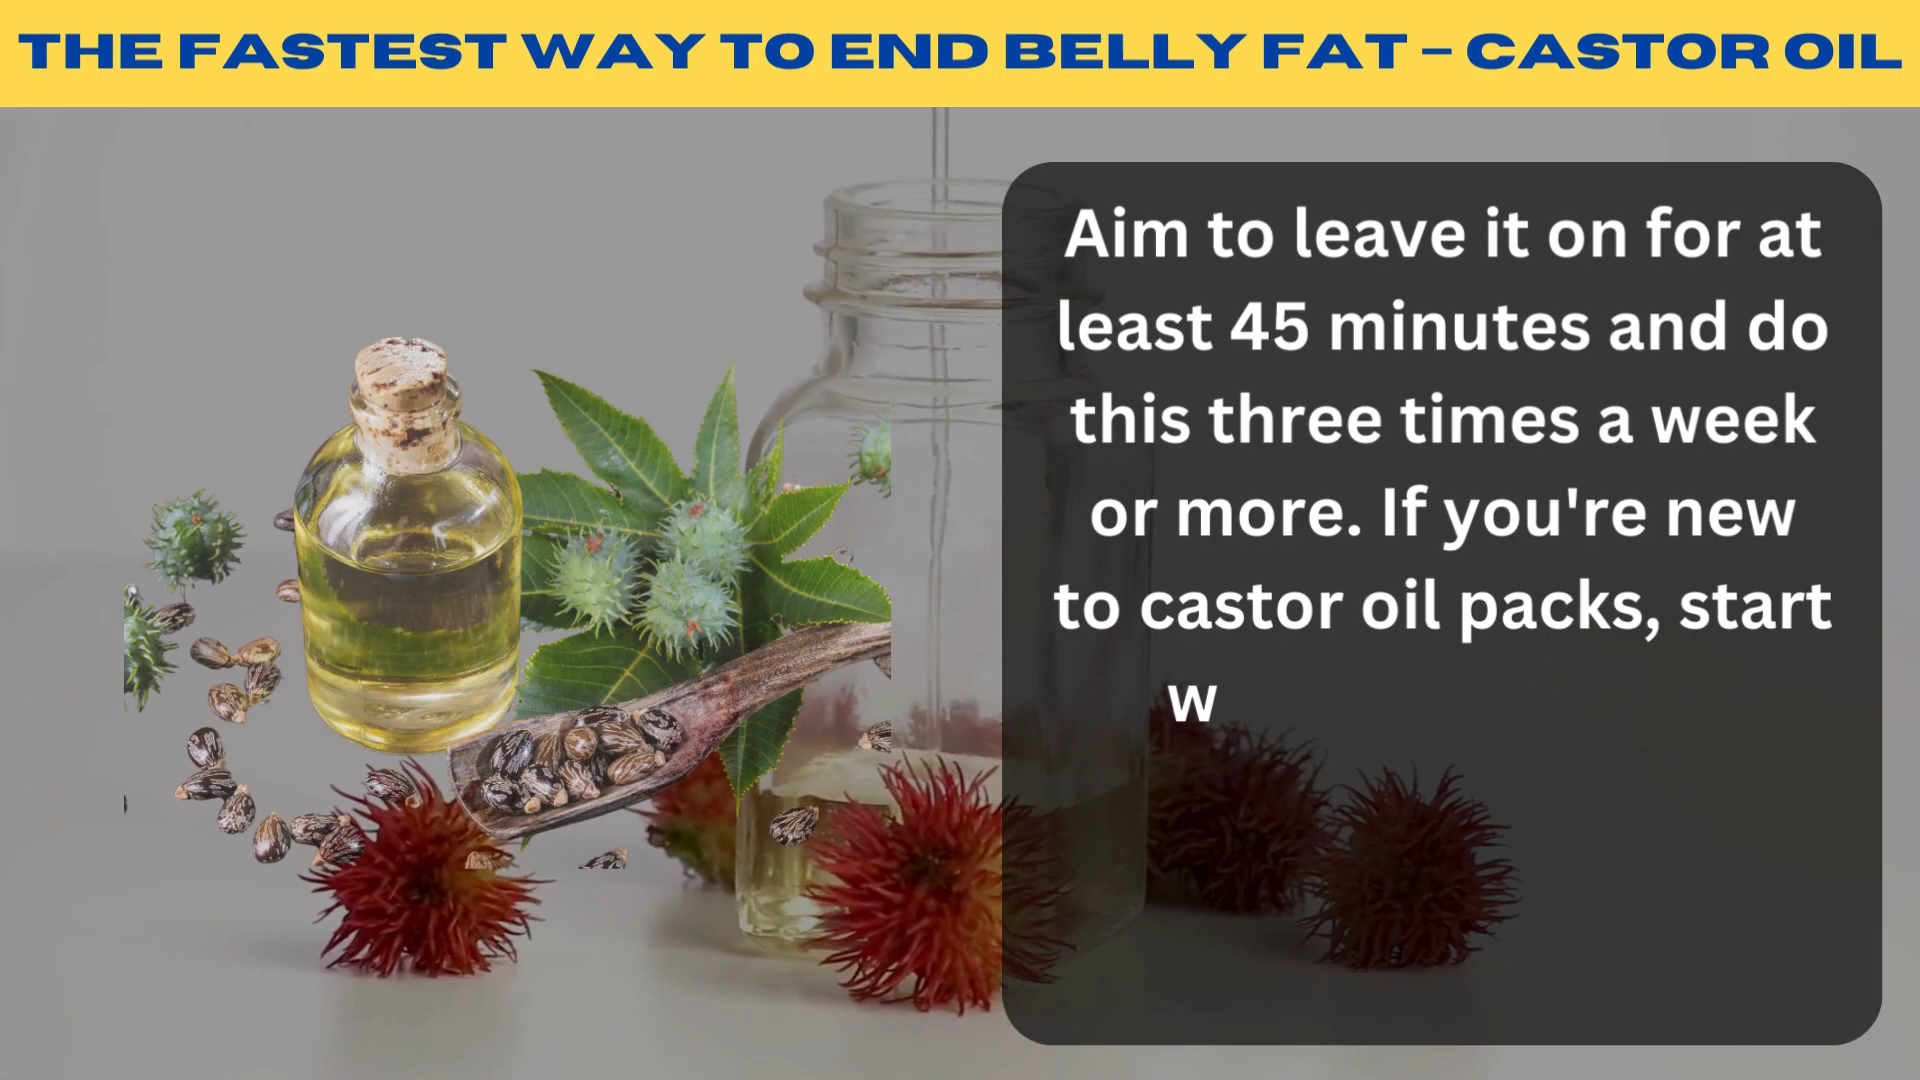 THE FASTEST WAY TO END BELLY FAT – CASTOR OIL
Aim to leave it on for at
least 45 minutes and do
this three times a week
or more. If you're new
to castor oil packs, start
w